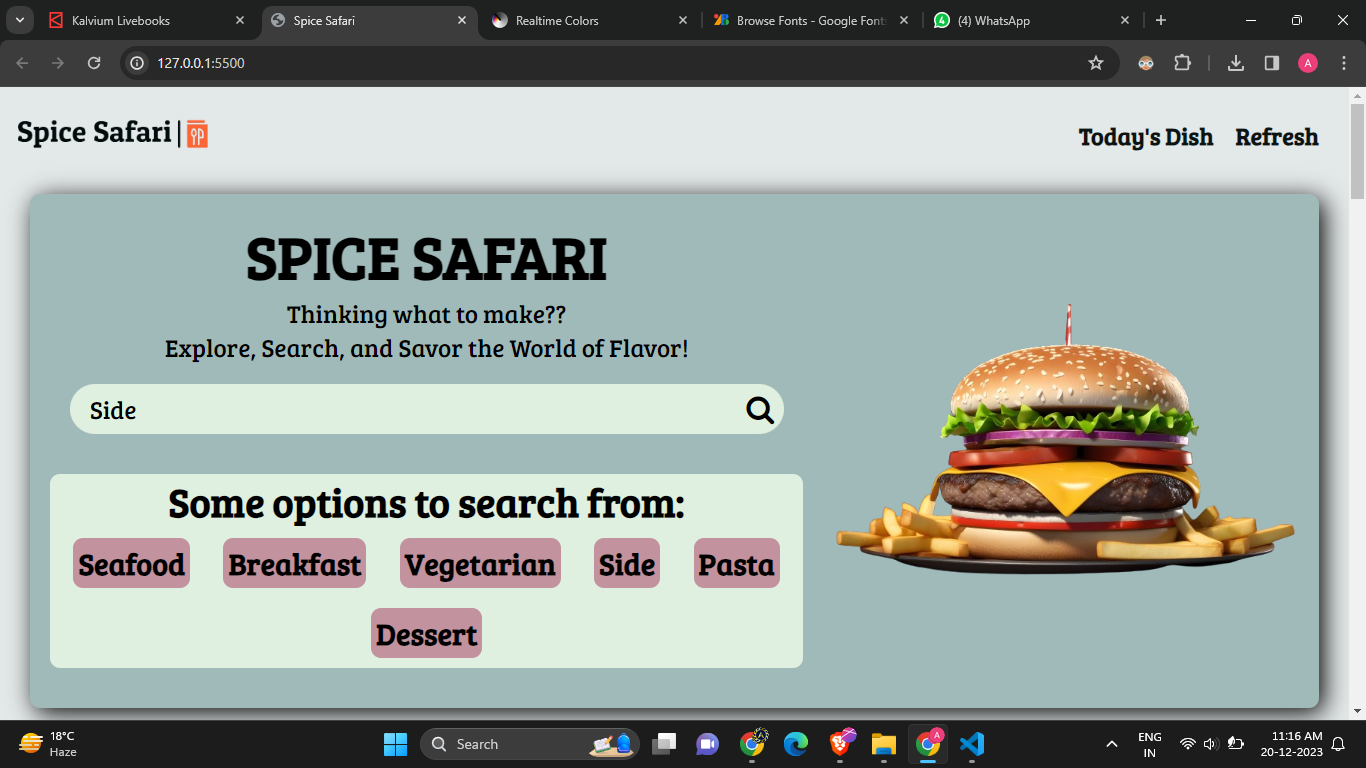 Kalvium Livebooks
Spice Safari
Realtime Colors
Browse Fonts - Google Font
(4) WhatsApp
127.0.0.1:5500
A
Spice Safari |
Today's Dish
Refresh
SPICE SAFARI
Thinking what to make??
Explore, Search, and Savor the World of Flavor!
Side
Some options to search from:
Seafood Breakfast Vegetarian Side Pasta
Dessert
18°C
Haze
Search
A
ENG
IN
11:16 AM
20-12-2023